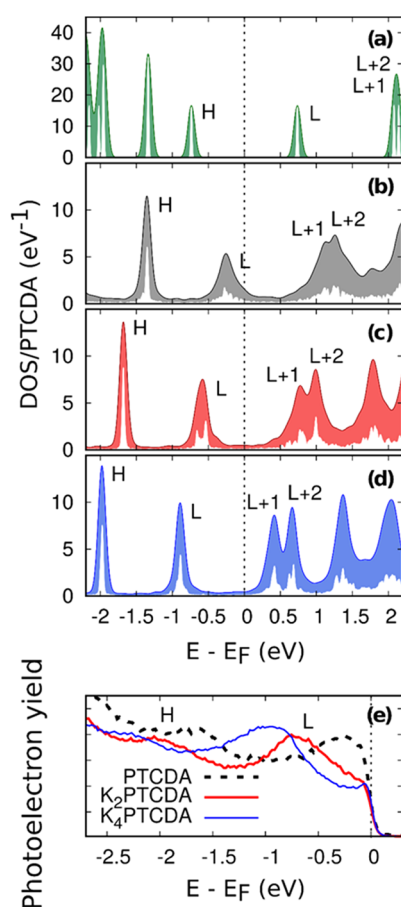 (a)
40
L+2
30
L+1
20
H
L
10
0
(b)
H
10
L+1
L+2
5
L
0
DOS/PTCDA (eV⁻¹)
(c)
H
10
L+2
L+1
L
5
0
(d)
H
10
L
L+1
L+2
5
0
-2 -1.5 -1 -0.5 0 0.5 1 1.5 2
E - E_F (eV)
Photoelectron yield
(e)
H
L
PTCDA
K₂PTCDA
K₄PTCDA
-2.5 -2 -1.5 -1 -0.5 0
E - E_F (eV)